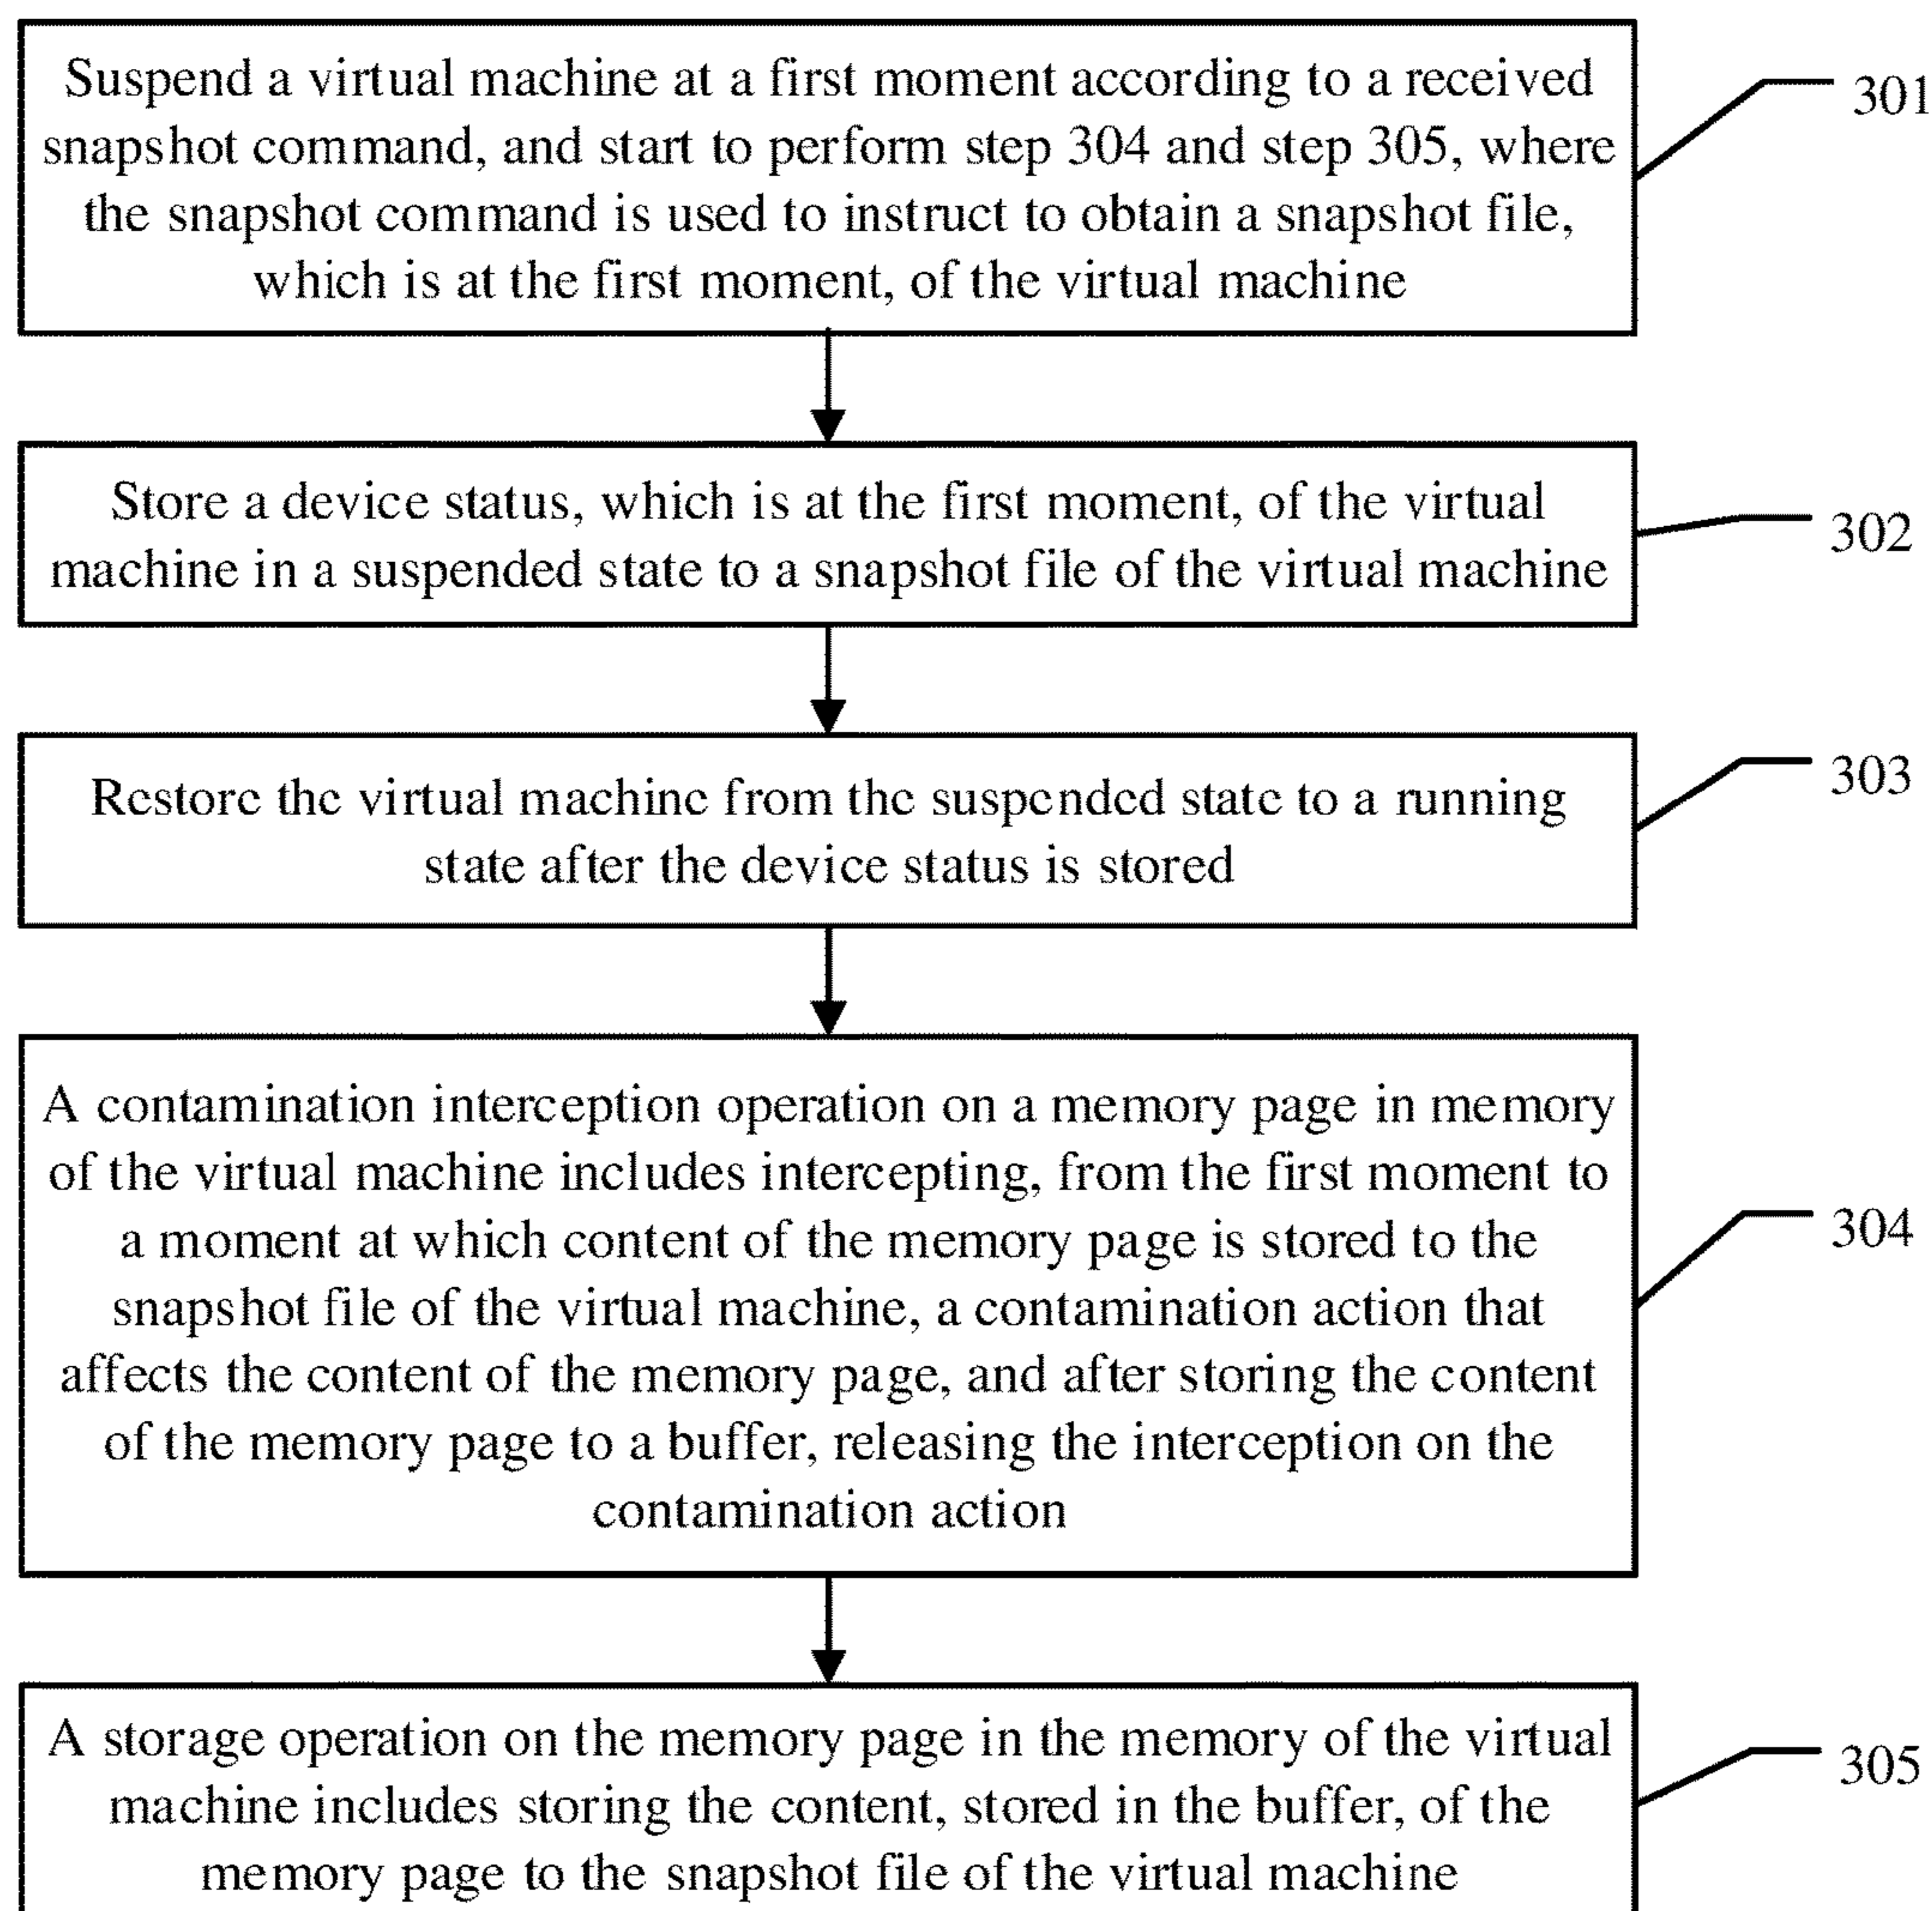 Suspend a virtual machine at a first moment according to a received
snapshot command, and start to perform step 304 and step 305, where
the snapshot command is used to instruct to obtain a snapshot file,
which is at the first moment, of the virtual machine
301
Store a device status, which is at the first moment, of the virtual
machine in a suspended state to a snapshot file of the virtual machine
302
Restore the virtual machine from the suspended state to a running
state after the device status is stored
303
A contamination interception operation on a memory page in memory
of the virtual machine includes intercepting, from the first moment to
a moment at which content of the memory page is stored to the
snapshot file of the virtual machine, a contamination action that
affects the content of the memory page, and after storing the content
of the memory page to a buffer, releasing the interception on the
contamination action
304
A storage operation on the memory page in the memory of the virtual
machine includes storing the content, stored in the buffer, of the
memory page to the snapshot file of the virtual machine
305